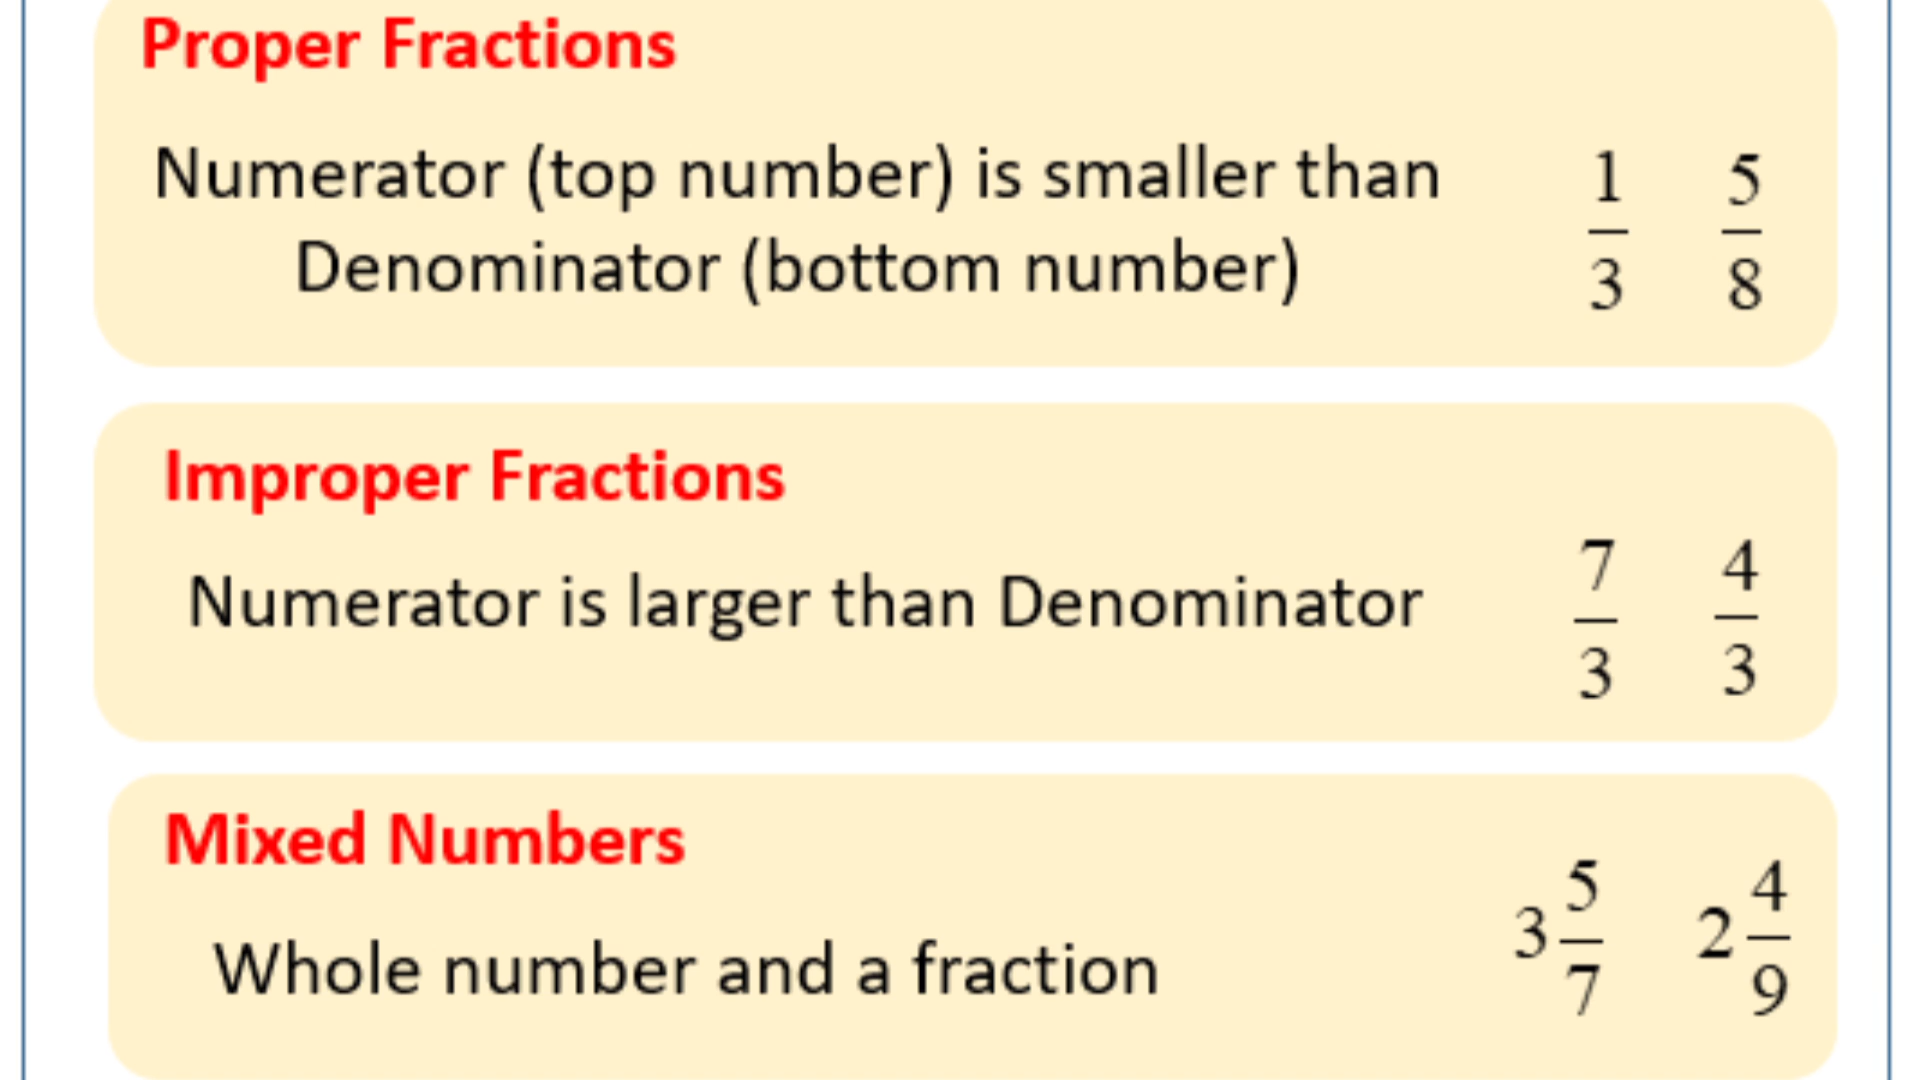 Proper Fractions
Numerator (top number) is smaller than
Denominator (bottom number)
1/3 5/8
Improper Fractions
Numerator is larger than Denominator
7/3 4/3
Mixed Numbers
Whole number and a fraction
3 5/7 2 4/9